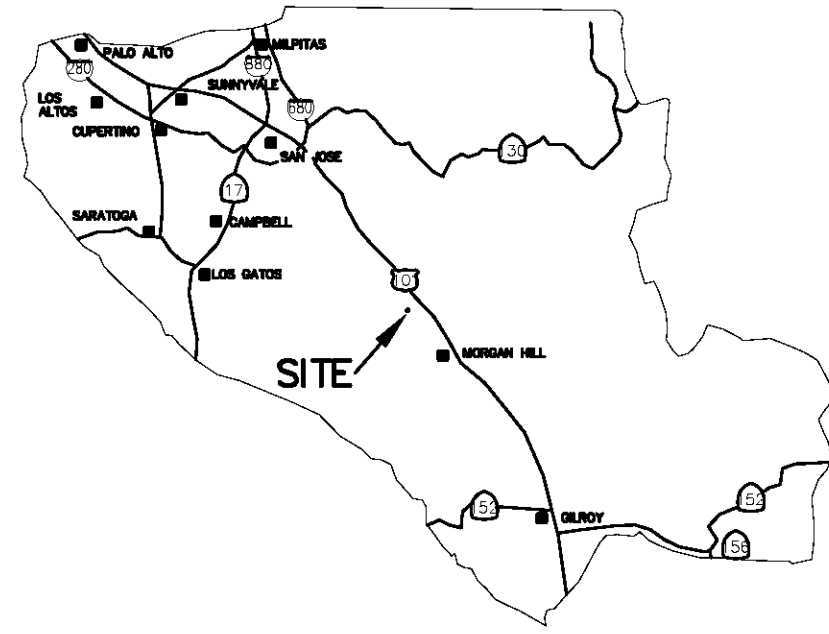 PALO ALTO
MILPITAS
280
880
SUNNYVALE
LOS
ALTOS
680
CUPERTINO
130
SAN JOSE
17
SARATOGA
CAMPBELL
LOS GATOS
101
SITE
MORGAN HILL
152
GILROY
152
156